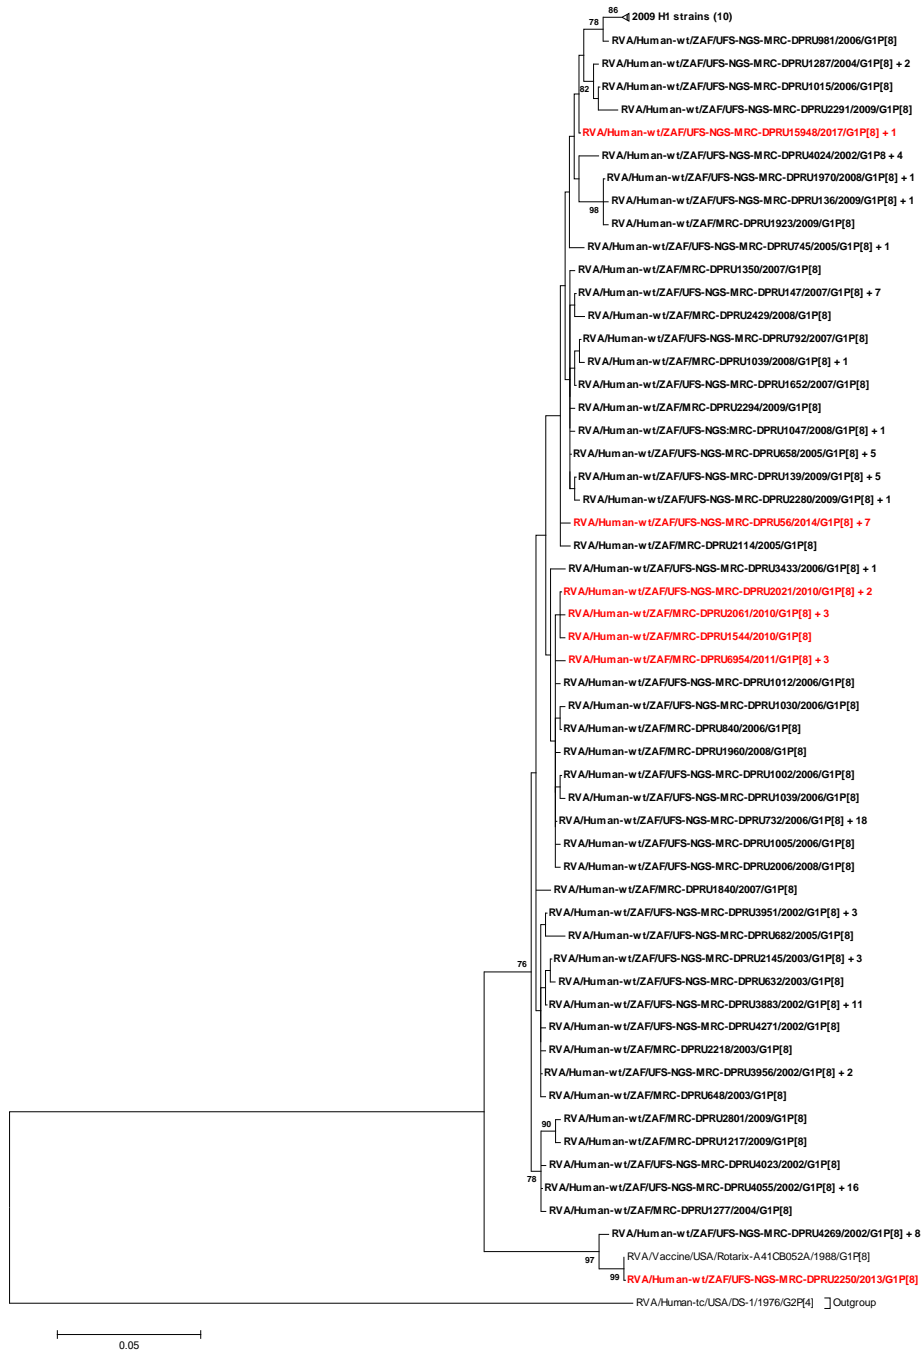 86
2009 H1 strains (10)
78
RVA/Human-wt/ZAF/UFS-NGS-MRC-DPRU981/2006/G1P[8]
RVA/Human-wt/ZAF/UFS-NGS-MRC-DPRU1287/2004/G1P[8] + 2
82
RVA/Human-wt/ZAF/UFS-NGS-MRC-DPRU1015/2006/G1P[8]
RVA/Human-wt/ZAF/UFS-NGS-MRC-DPRU2291/2009/G1P[8]
RVA/Human-wt/ZAF/UFS-NGS-MRC-DPRU15948/2017/G1P[8] + 1
RVA/Human-wt/ZAF/UFS-NGS-MRC-DPRU4024/2002/G1P8 + 4
RVA/Human-wt/ZAF/UFS-NGS-MRC-DPRU1970/2008/G1P[8] + 1
RVA/Human-wt/ZAF/UFS-NGS-MRC-DPRU136/2009/G1P[8] + 1
98
RVA/Human-wt/ZAF/MRC-DPRU1923/2009/G1P[8]
RVA/Human-wt/ZAF/UFS-NGS-MRC-DPRU745/2005/G1P[8] + 1
RVA/Human-wt/ZAF/MRC-DPRU1350/2007/G1P[8]
RVA/Human-wt/ZAF/UFS-NGS-MRC-DPRU147/2007/G1P[8] + 7
RVA/Human-wt/ZAF/MRC-DPRU2429/2008/G1P[8]
RVA/Human-wt/ZAF/UFS-NGS-MRC-DPRU792/2007/G1P[8]
RVA/Human-wt/ZAF/MRC-DPRU1039/2008/G1P[8] + 1
RVA/Human-wt/ZAF/UFS-NGS-MRC-DPRU1652/2007/G1P[8]
RVA/Human-wt/ZAF/MRC-DPRU2294/2009/G1P[8]
RVA/Human-wt/ZAF/UFS-NGS:MRC-DPRU1047/2008/G1P[8] + 1
RVA/Human-wt/ZAF/UFS-NGS-MRC-DPRU658/2005/G1P[8] + 5
RVA/Human-wt/ZAF/UFS-NGS-MRC-DPRU139/2009/G1P[8] + 5
RVA/Human-wt/ZAF/UFS-NGS-MRC-DPRU2280/2009/G1P[8] + 1
RVA/Human-wt/ZAF/UFS-NGS-MRC-DPRU56/2014/G1P[8] + 7
RVA/Human-wt/ZAF/MRC-DPRU2114/2005/G1P[8]
RVA/Human-wt/ZAF/UFS-NGS-MRC-DPRU3433/2006/G1P[8] + 1
RVA/Human-wt/ZAF/UFS-NGS-MRC-DPRU2021/2010/G1P[8] + 2
RVA/Human-wt/ZAF/MRC-DPRU2061/2010/G1P[8] + 3
RVA/Human-wt/ZAF/MRC-DPRU1544/2010/G1P[8]
RVA/Human-wt/ZAF/MRC-DPRU6954/2011/G1P[8] + 3
RVA/Human-wt/ZAF/UFS-NGS-MRC-DPRU1012/2006/G1P[8]
RVA/Human-wt/ZAF/UFS-NGS-MRC-DPRU1030/2006/G1P[8]
RVA/Human-wt/ZAF/MRC-DPRU840/2006/G1P[8]
RVA/Human-wt/ZAF/MRC-DPRU1960/2008/G1P[8]
RVA/Human-wt/ZAF/UFS-NGS-MRC-DPRU1002/2006/G1P[8]
RVA/Human-wt/ZAF/UFS-NGS-MRC-DPRU1039/2006/G1P[8]
RVA/Human-wt/ZAF/UFS-NGS-MRC-DPRU732/2006/G1P[8] + 18
RVA/Human-wt/ZAF/UFS-NGS-MRC-DPRU1005/2006/G1P[8]
RVA/Human-wt/ZAF/UFS-NGS-MRC-DPRU2006/2008/G1P[8]
RVA/Human-wt/ZAF/MRC-DPRU1840/2007/G1P[8]
RVA/Human-wt/ZAF/UFS-NGS-MRC-DPRU3951/2002/G1P[8] + 3
RVA/Human-wt/ZAF/UFS-NGS-MRC-DPRU682/2005/G1P[8]
76
RVA/Human-wt/ZAF/UFS-NGS-MRC-DPRU2145/2003/G1P[8] + 3
RVA/Human-wt/ZAF/UFS-NGS-MRC-DPRU632/2003/G1P[8]
RVA/Human-wt/ZAF/UFS-NGS-MRC-DPRU3883/2002/G1P[8] + 11
RVA/Human-wt/ZAF/UFS-NGS-MRC-DPRU4271/2002/G1P[8]
RVA/Human-wt/ZAF/MRC-DPRU2218/2003/G1P[8]
RVA/Human-wt/ZAF/UFS-NGS-MRC-DPRU3956/2002/G1P[8] + 2
RVA/Human-wt/ZAF/MRC-DPRU648/2003/G1P[8]
RVA/Human-wt/ZAF/MRC-DPRU2801/2009/G1P[8]
90
RVA/Human-wt/ZAF/MRC-DPRU1217/2009/G1P[8]
RVA/Human-wt/ZAF/UFS-NGS-MRC-DPRU4023/2002/G1P[8]
78
RVA/Human-wt/ZAF/UFS-NGS-MRC-DPRU4055/2002/G1P[8] + 16
RVA/Human-wt/ZAF/MRC-DPRU1277/2004/G1P[8]
RVA/Human-wt/ZAF/UFS-NGS-MRC-DPRU4269/2002/G1P[8] + 8
97
RVA/Vaccine/USA/Rotarix-A41CB052A/1988/G1P[8]
99
RVA/Human-wt/ZAF/UFS-NGS-MRC-DPRU2250/2013/G1P[8]
RVA/Human-tc/USA/DS-1/1976/G2P[4] Outgroup
0.05